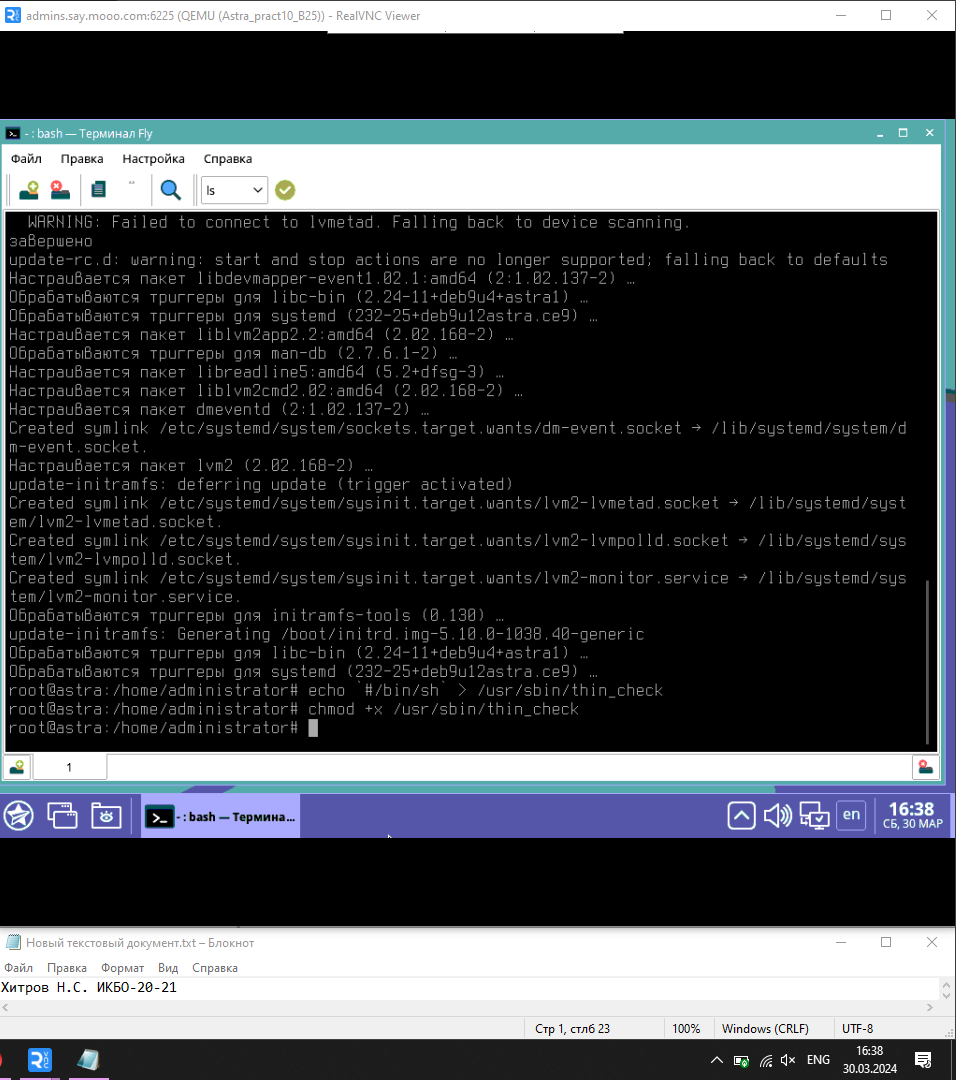 admins.say.mooo.com:6225 (QEMU (Astra_pract10_B25)) - RealVNC Viewer
- : bash — Терминал Fly
Файл Правка Настройка Справка
ls
WARNING: Failed to connect to lvmetad. Falling back to device scanning.
завершено
update-rc.d: warning: start and stop actions are no longer supported; falling back to defaults
Настраивается пакет libdevmapper-event1.02.1:amd64 (2:1.02.137-2) …
Обрабатываются триггеры для libc-bin (2.24-11+deb9u4+astra1) …
Обрабатываются триггеры для systemd (232-25+deb9u12astra.ce9) …
Настраивается пакет liblvm2app2.2:amd64 (2.02.168-2) …
Обрабатываются триггеры для man-db (2.7.6.1-2) …
Настраивается пакет libreadline5:amd64 (5.2+dfsg-3) …
Настраивается пакет liblvm2cmd2.02:amd64 (2.02.168-2) …
Настраивается пакет dmeventd (2:1.02.137-2) …
Created symlink /etc/systemd/system/sockets.target.wants/dm-event.socket → /lib/systemd/system/d
m-event.socket.
Настраивается пакет lvm2 (2.02.168-2) …
update-initramfs: deferring update (trigger activated)
Created symlink /etc/systemd/system/sysinit.target.wants/lvm2-lvmetad.socket → /lib/systemd/syst
em/lvm2-lvmetad.socket.
Created symlink /etc/systemd/system/sysinit.target.wants/lvm2-lvmpolld.socket → /lib/systemd/sys
tem/lvm2-lvmpolld.socket.
Created symlink /etc/systemd/system/sysinit.target.wants/lvm2-monitor.service → /lib/systemd/sys
tem/lvm2-monitor.service.
Обрабатываются триггеры для initramfs-tools (0.130) …
update-initramfs: Generating /boot/initrd.img-5.10.0-1038.40-generic
Обрабатываются триггеры для libc-bin (2.24-11+deb9u4+astra1) …
Обрабатываются триггеры для systemd (232-25+deb9u12astra.ce9) …
root@astra:/home/administrator# echo `#/bin/sh` > /usr/sbin/thin_check
root@astra:/home/administrator# chmod +x /usr/sbin/thin_check
root@astra:/home/administrator#
1
- : bash — Термина...
en
16:38
СБ, 30 МАР
Новый текстовый документ.txt – Блокнот
Файл Правка Формат Вид Справка
Хитров Н.С. ИКБО-20-21
Стр 1, стлб 23 100% Windows (CRLF) UTF-8
ENG
16:38
30.03.2024